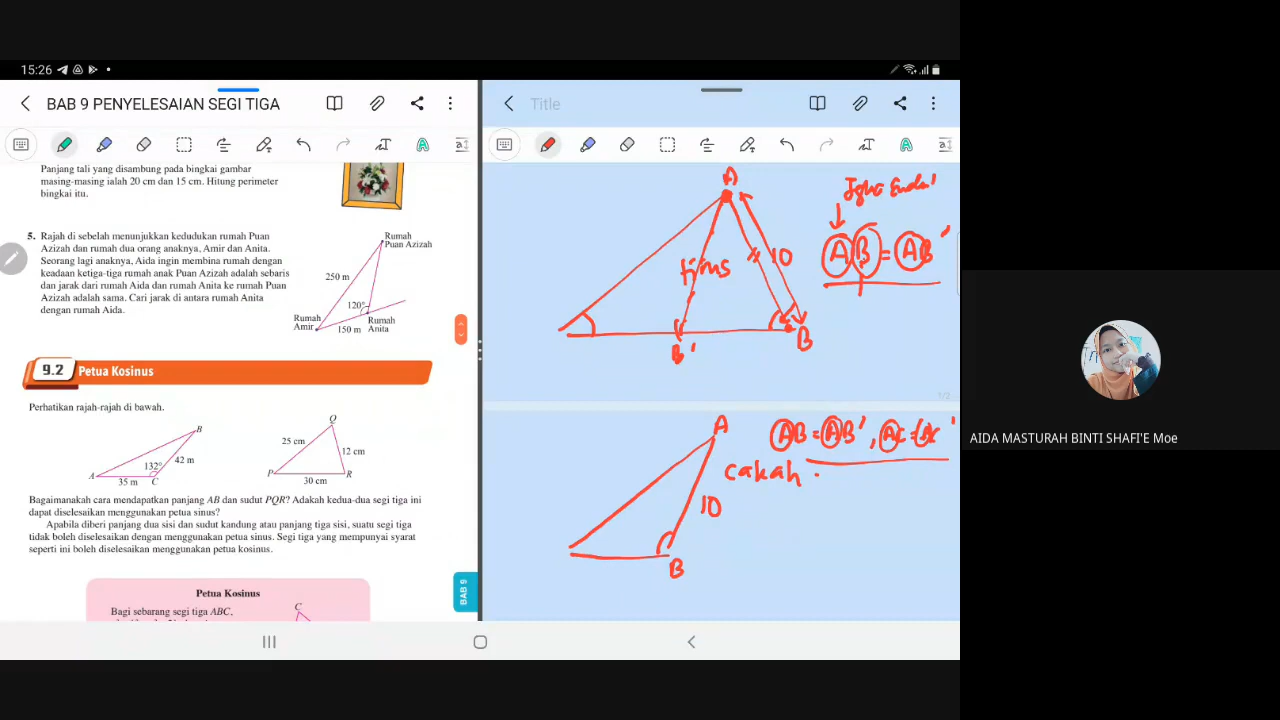 15:26
BAB 9 PENYELESAIAN SEGI TIGA
Panjang tali yang disambung pada bingkai gambar
masing-masing ialah 20 cm dan 15 cm. Hitung perimeter
bingkai itu.
5. Rajah di sebelah menunjukkan kedudukan rumah Puan
Azizah dan rumah dua orang anaknya, Amir dan Anita.
Seorang lagi anaknya, Aida ingin membina rumah dengan
keadaan ketiga-tiga rumah anak Puan Azizah adalah sebaris
dan jarak dari rumah Aida dan rumah Anita ke rumah Puan
Azizah adalah sama. Cari jarak di antara rumah Anita
dengan rumah Aida.
Rumah
Puan Azizah
250 m
120°
Rumah
Amir
150 m
Rumah
Anita
9.2 Petua Kosinus
Perhatikan rajah-rajah di bawah.
B
132°
42 m
A
35 m
C
Q
25 cm
12 cm
P
30 cm
R
Bagaimanakah cara mendapatkan panjang AB dan sudut PQR? Adakah kedua-dua segi tiga ini
dapat diselesaikan menggunakan petua sinus?
Apabila diberi panjang dua sisi dan sudut kandung atau panjang tiga sisi, suatu segi tiga
tidak boleh diselesaikan dengan menggunakan petua sinus. Segi tiga yang mempunyai syarat
seperti ini boleh diselesaikan menggunakan petua kosinus.
BAB 9
Petua Kosinus
Bagi sebarang segi tiga ABC,
C
Title
A
10
B'
B
AB = AB'
1/2
A
AB = AB', AC = AC'
cakah
10
B
AIDA MASTURAH BINTI SHAFI'E Moe